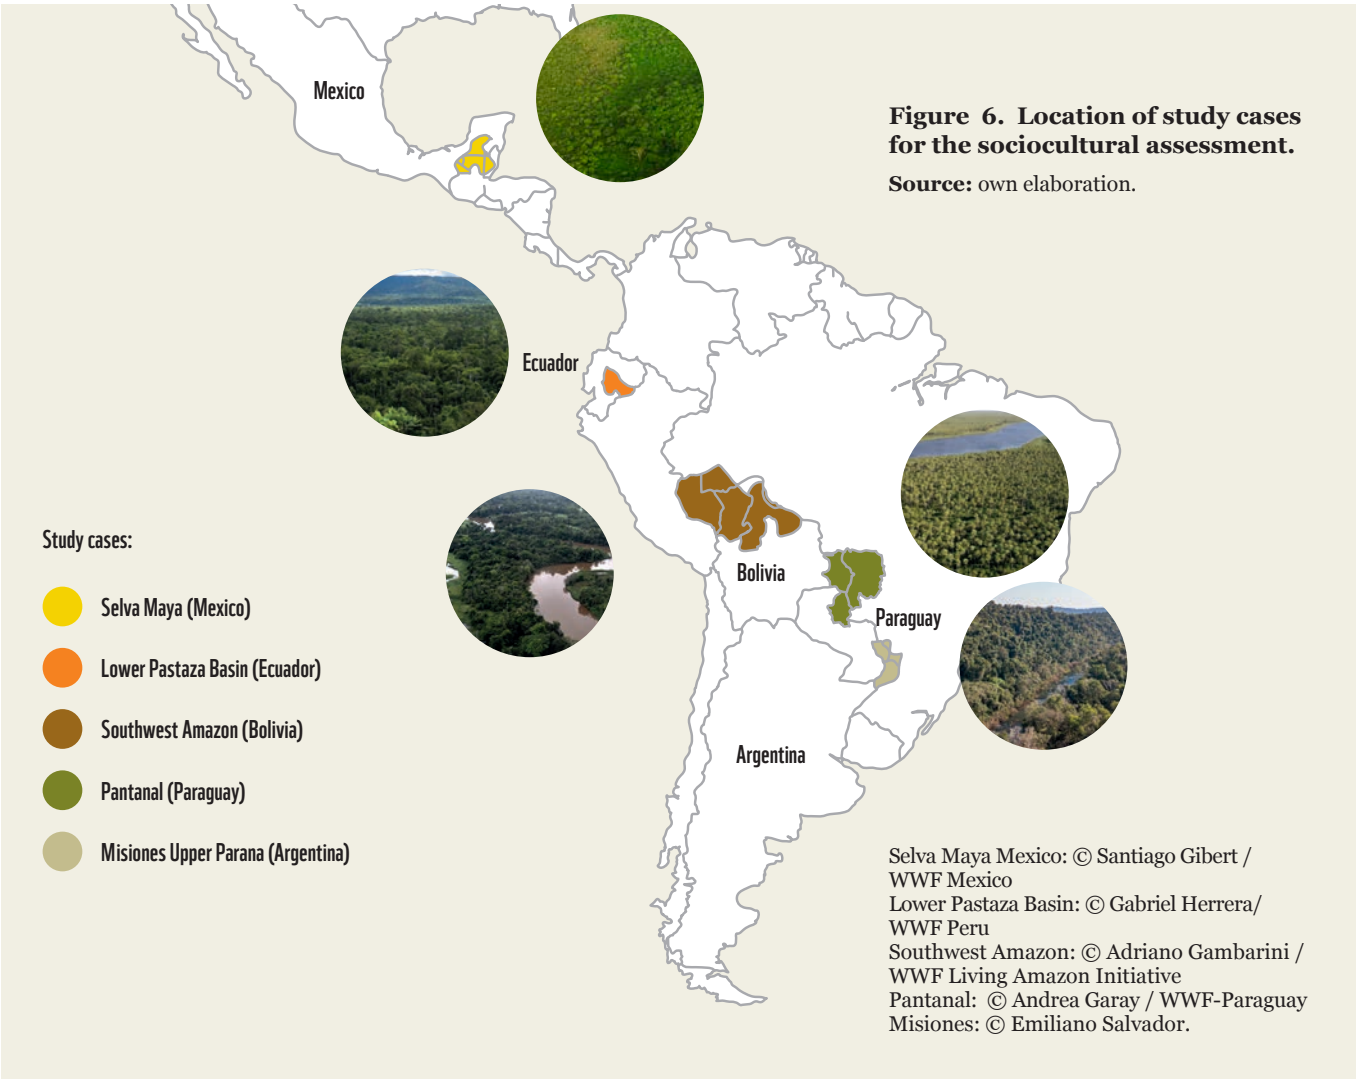 Mexico
Figure 6. Location of study cases
for the sociocultural assessment.
Source: own elaboration.
Ecuador
Study cases:
Selva Maya (Mexico)
Lower Pastaza Basin (Ecuador)
Southwest Amazon (Bolivia)
Pantanal (Paraguay)
Misiones Upper Parana (Argentina)
Bolivia
Paraguay
Argentina
Selva Maya Mexico: © Santiago Gibert /
WWF Mexico
Lower Pastaza Basin: © Gabriel Herrera/
WWF Peru
Southwest Amazon: © Adriano Gambarini /
WWF Living Amazon Initiative
Pantanal: © Andrea Garay / WWF-Paraguay
Misiones: © Emiliano Salvador.